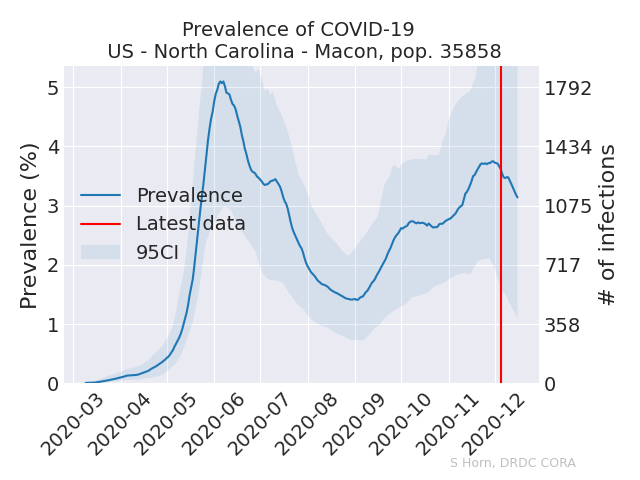 Prevalence of COVID-19
US - North Carolina - Macon, pop. 35858
Prevalence (%)
5
4
3
2
1
0
1792
1434
1075
717
358
0
# of infections
Prevalence
Latest data
95CI
2020-03
2020-04
2020-05
2020-06
2020-07
2020-08
2020-09
2020-10
2020-11
2020-12
S Horn, DRDC CORA